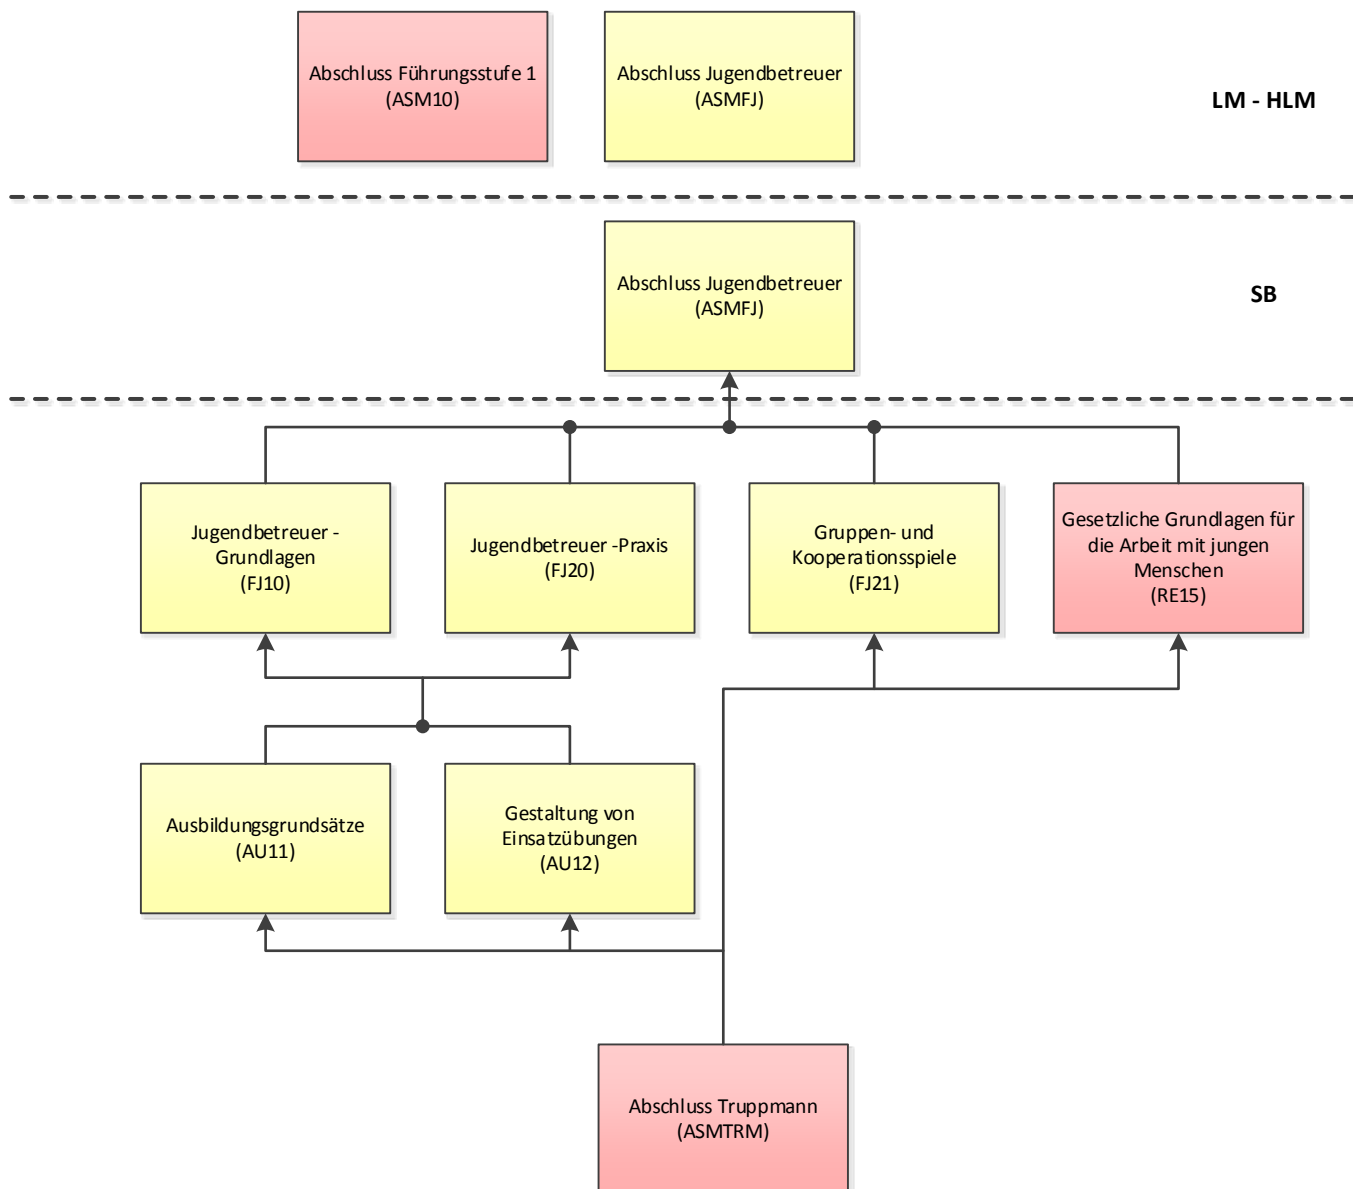 Abschluss Führungsstufe 1
(ASM10)
Abschluss Jugendbetreuer
(ASMFJ)
LM - HLM
Abschluss Jugendbetreuer
(ASMFJ)
SB
Jugendbetreuer -
Grundlagen
(FJ10)
Jugendbetreuer -Praxis
(FJ20)
Gruppen- und
Kooperationsspiele
(FJ21)
Gesetzliche Grundlagen für
die Arbeit mit jungen
Menschen
(RE15)
Ausbildungsgrundsätze
(AU11)
Gestaltung von
Einsatzübungen
(AU12)
Abschluss Truppmann
(ASMTRM)